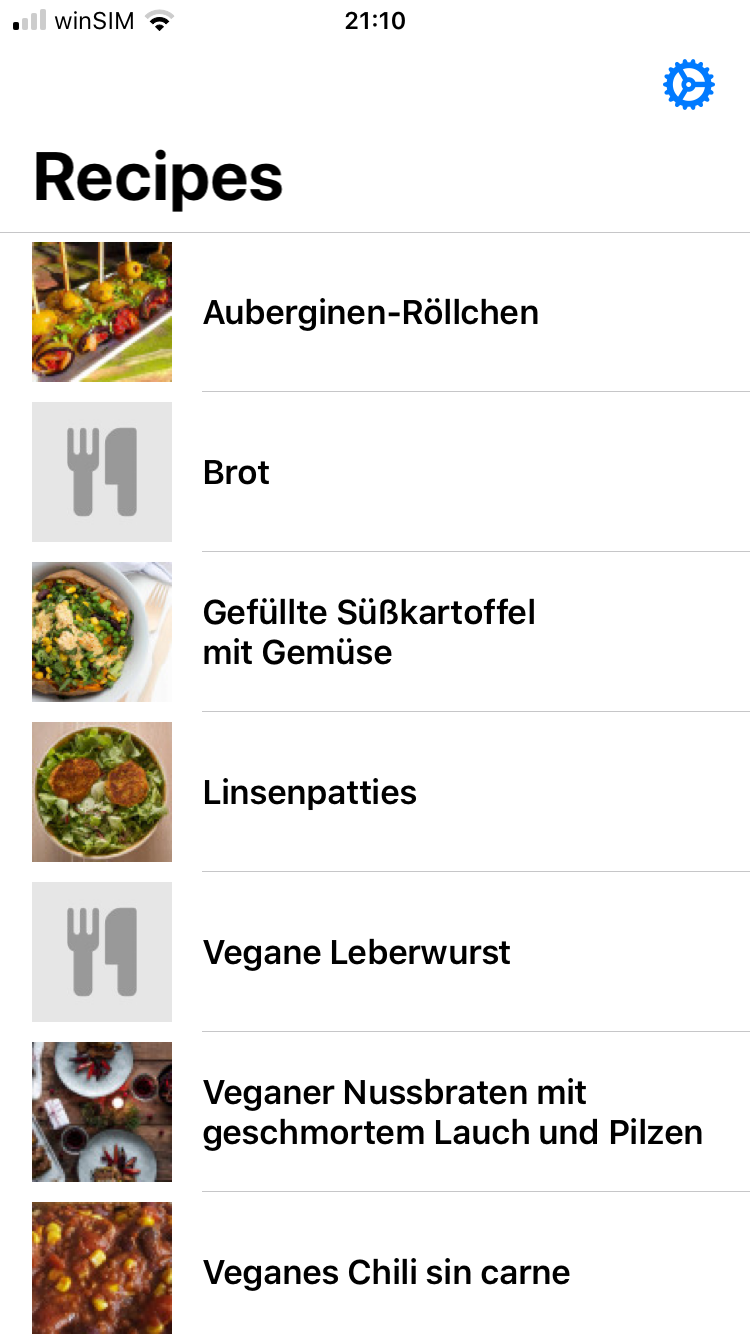 winSIM 21:10
Recipes
Auberginen-Röllchen
Brot
Gefüllte Süßkartoffel
mit Gemüse
Linsenpatties
Vegane Leberwurst
Veganer Nussbraten mit
geschmortem Lauch und Pilzen
Veganes Chili sin carne